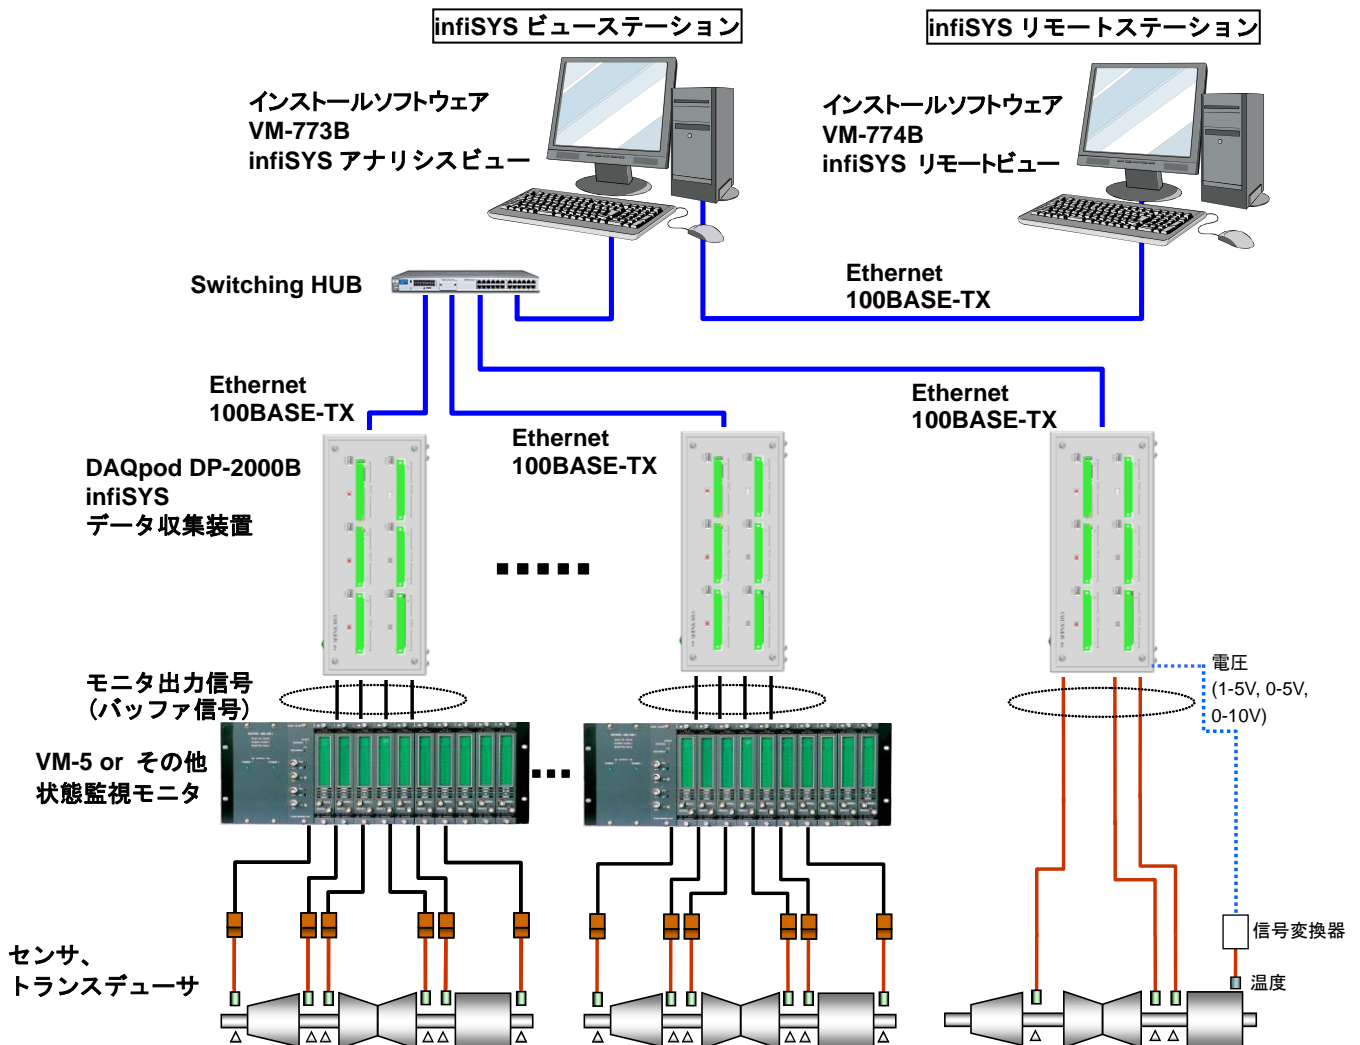 infiSYS ビューステーション
infiSYS リモートステーション
インストールソフトウェア
VM-773B
infiSYS アナリシスビュー
インストールソフトウェア
VM-774B
infiSYS リモートビュー
Switching HUB
Ethernet
100BASE-TX
Ethernet
100BASE-TX
Ethernet
100BASE-TX
Ethernet
100BASE-TX
DAQpod DP-2000B
infiSYS
データ収集装置
モニタ出力信号
(バッファ信号)
VM-5 or その他
状態監視モニタ
電圧
(1-5V, 0-5V,
0-10V)
信号変換器
温度
センサ、
トランスデューサ